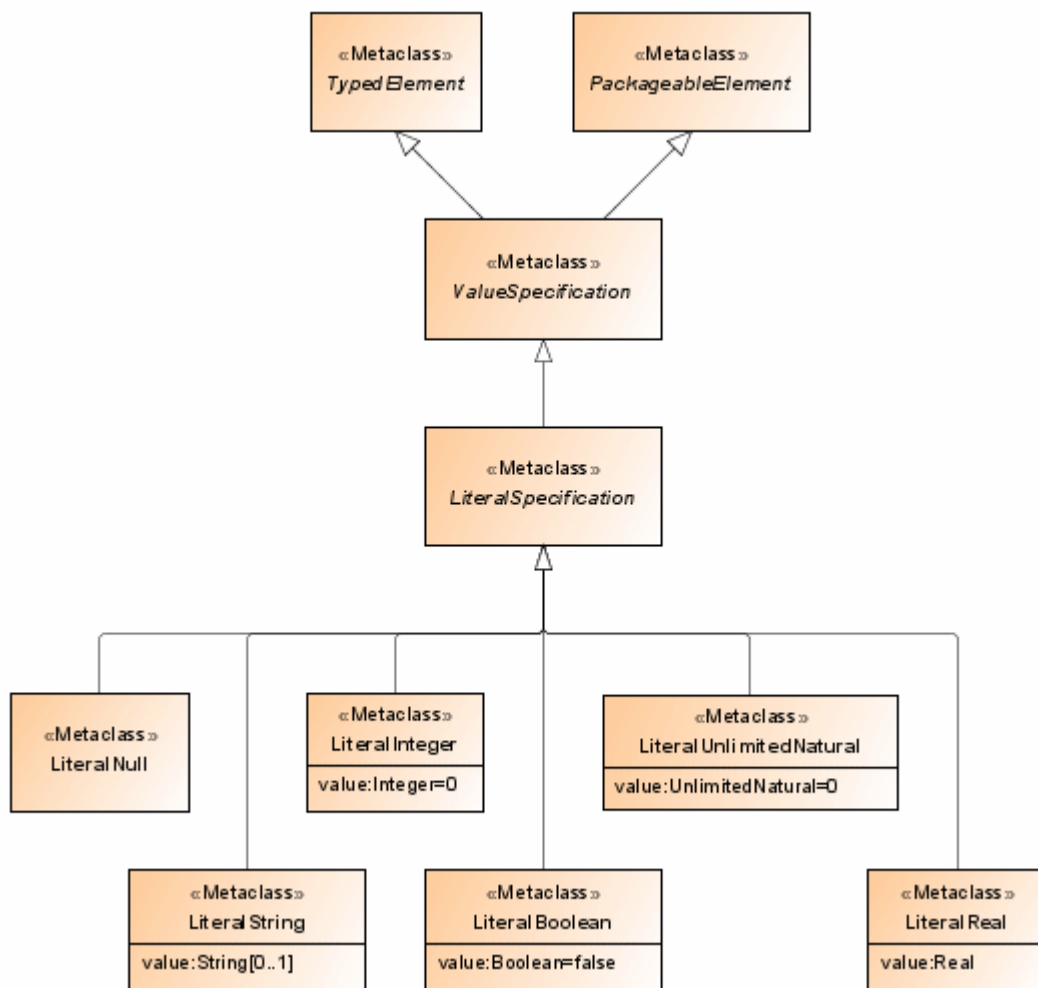 «Metaclass»
TypedElement
«Metaclass»
PackageableElement
«Metaclass»
ValueSpecification
«Metaclass»
LiteralSpecification
«Metaclass»
LiteralNull
«Metaclass»
LiteralInteger
value:Integer=0
«Metaclass»
LiteralUnlimitedNatural
value:UnlimitedNatural=0
«Metaclass»
LiteralString
value:String[0..1]
«Metaclass»
LiteralBoolean
value:Boolean=false
«Metaclass»
LiteralReal
value:Real